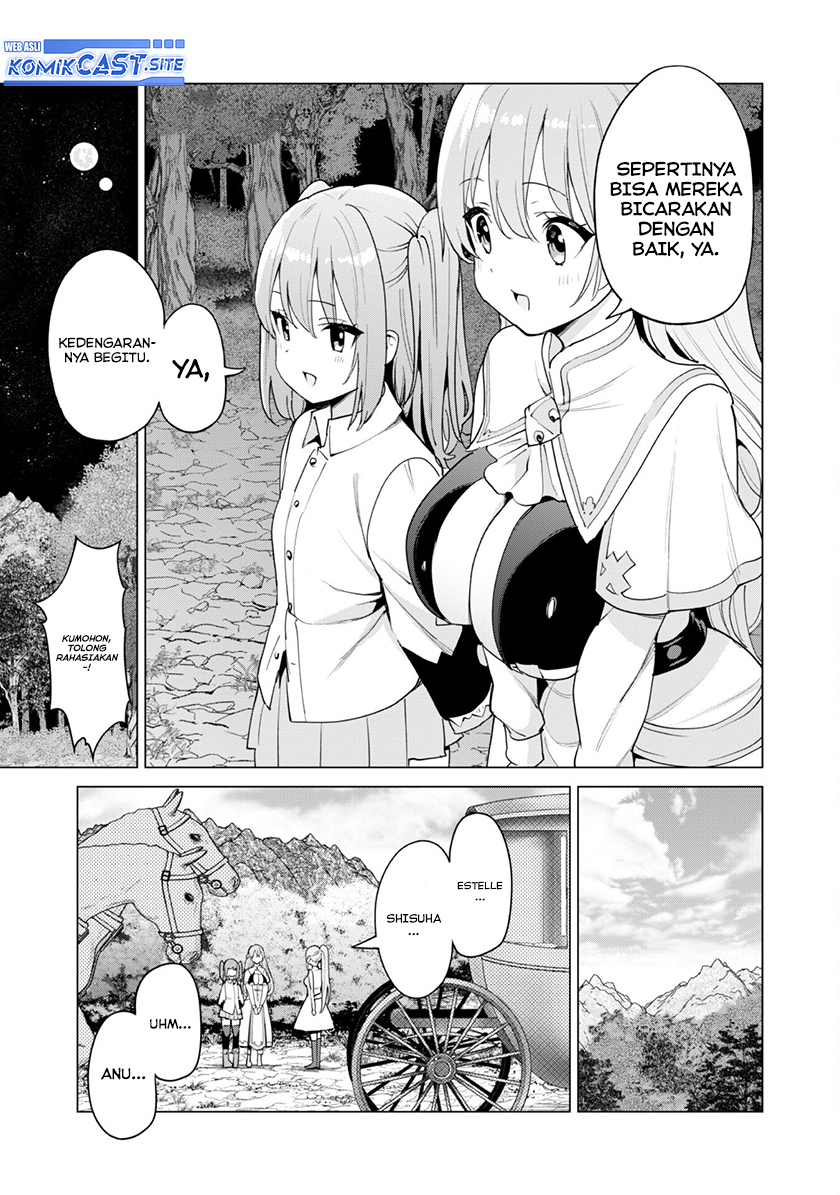 WEB ASLI
KOMIKCAST.SITE
SEPERTINYA
BISA MEREKA
BICARAKAN
DENGAN
BAIK, YA.
YA,
KEDENGARAN-
NYA BEGITU.
KUMOHON,
TOLONG
RAHASIAKAN
~!
ESTELLE
...
SHISUHA
...
UHM...
ANU...